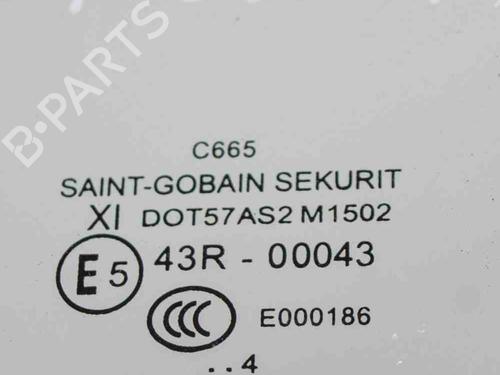 B-PARTS
C665
SAINT-GOBAIN SEKURIT
XI DOT57AS2 M1502
E5 43R - 00043
CCC E000186
..4